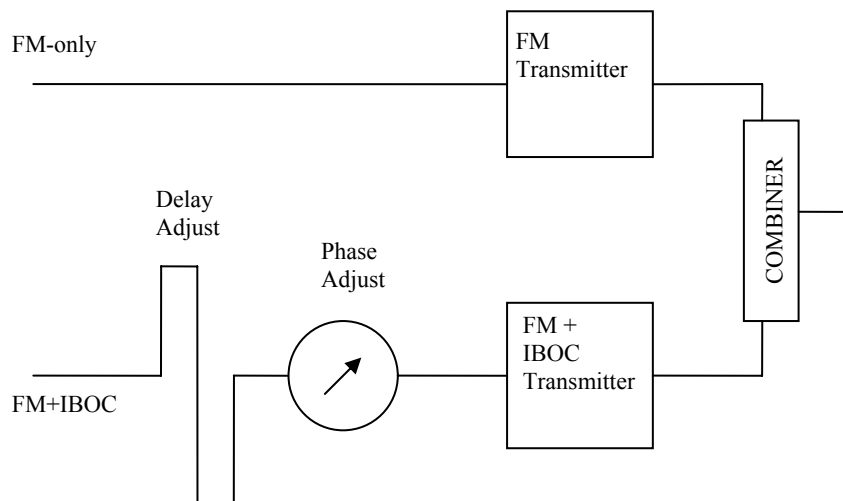 FM-only
FM
Transmitter
COMBINER
Delay
Adjust
Phase
Adjust
FM +
IBOC
Transmitter
FM+IBOC